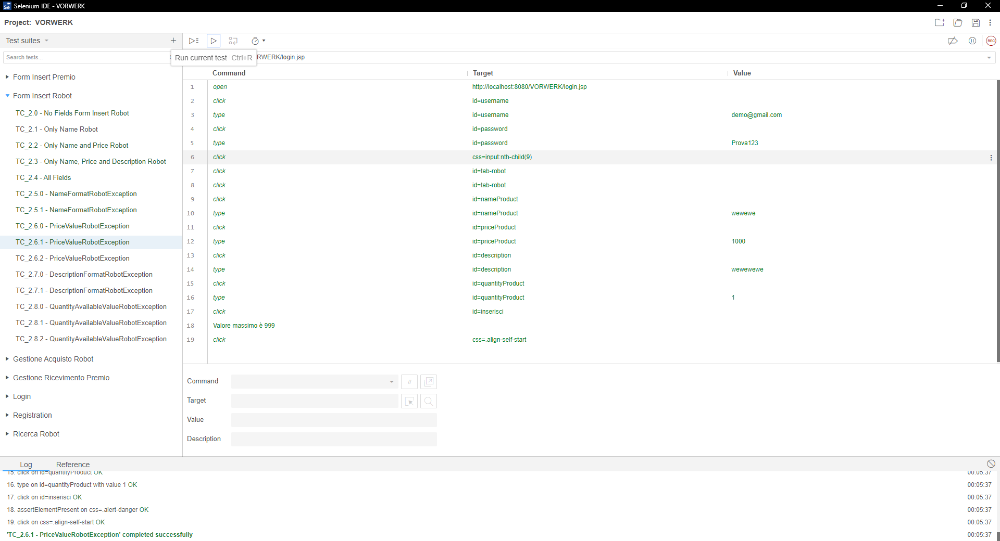 Selenium IDE - VORWERK
Project: VORWERK
Test suites
Run current test Ctrl+R
Search tests...
RWERK/login.jsp
Form Insert Premio
Form Insert Robot
TC_2.0 - No Fields Form Insert Robot
TC_2.1 - Only Name Robot
TC_2.2 - Only Name and Price Robot
TC_2.3 - Only Name, Price and Description Robot
TC_2.4 - All Fields
TC_2.5.0 - NameFormatRobotException
TC_2.5.1 - NameFormatRobotException
TC_2.6.0 - PriceValueRobotException
TC_2.6.1 - PriceValueRobotException
TC_2.6.2 - PriceValueRobotException
TC_2.7.0 - DescriptionFormatRobotException
TC_2.7.1 - DescriptionFormatRobotException
TC_2.8.0 - QuantityAvailableValueRobotException
TC_2.8.1 - QuantityAvailableValueRobotException
TC_2.8.2 - QuantityAvailableValueRobotException
Gestione Acquisto Robot
Gestione Ricevimento Premio
Login
Registration
Ricerca Robot
REC
Command Target Value
1 open http://localhost:8080/VORWERK/login.jsp
2 click id=username
3 type id=username demo@gmail.com
4 click id=password
5 type id=password Prova123
6 click css=input:nth-child(9)
7 click id=tab-robot
8 click id=tab-robot
9 click id=nameProduct
10 type id=nameProduct wewewe
11 click id=priceProduct
12 type id=priceProduct 1000
13 click id=description
14 type id=description wewewewe
15 click id=quantityProduct
16 type id=quantityProduct 1
17 click id=inserisci
18 Valore massimo è 999
19 click css=.align-self-start
Command //
Target
Value
Description
Log Reference
15. click on id=quantityProduct OK 00:05:37
16. type on id=quantityProduct with value 1 OK 00:05:37
17. click on id=inserisci OK 00:05:37
18. assertElementPresent on css=.alert-danger OK 00:05:37
19. click on css=.align-self-start OK 00:05:37
'TC_2.6.1 - PriceValueRobotException' completed successfully 00:05:37